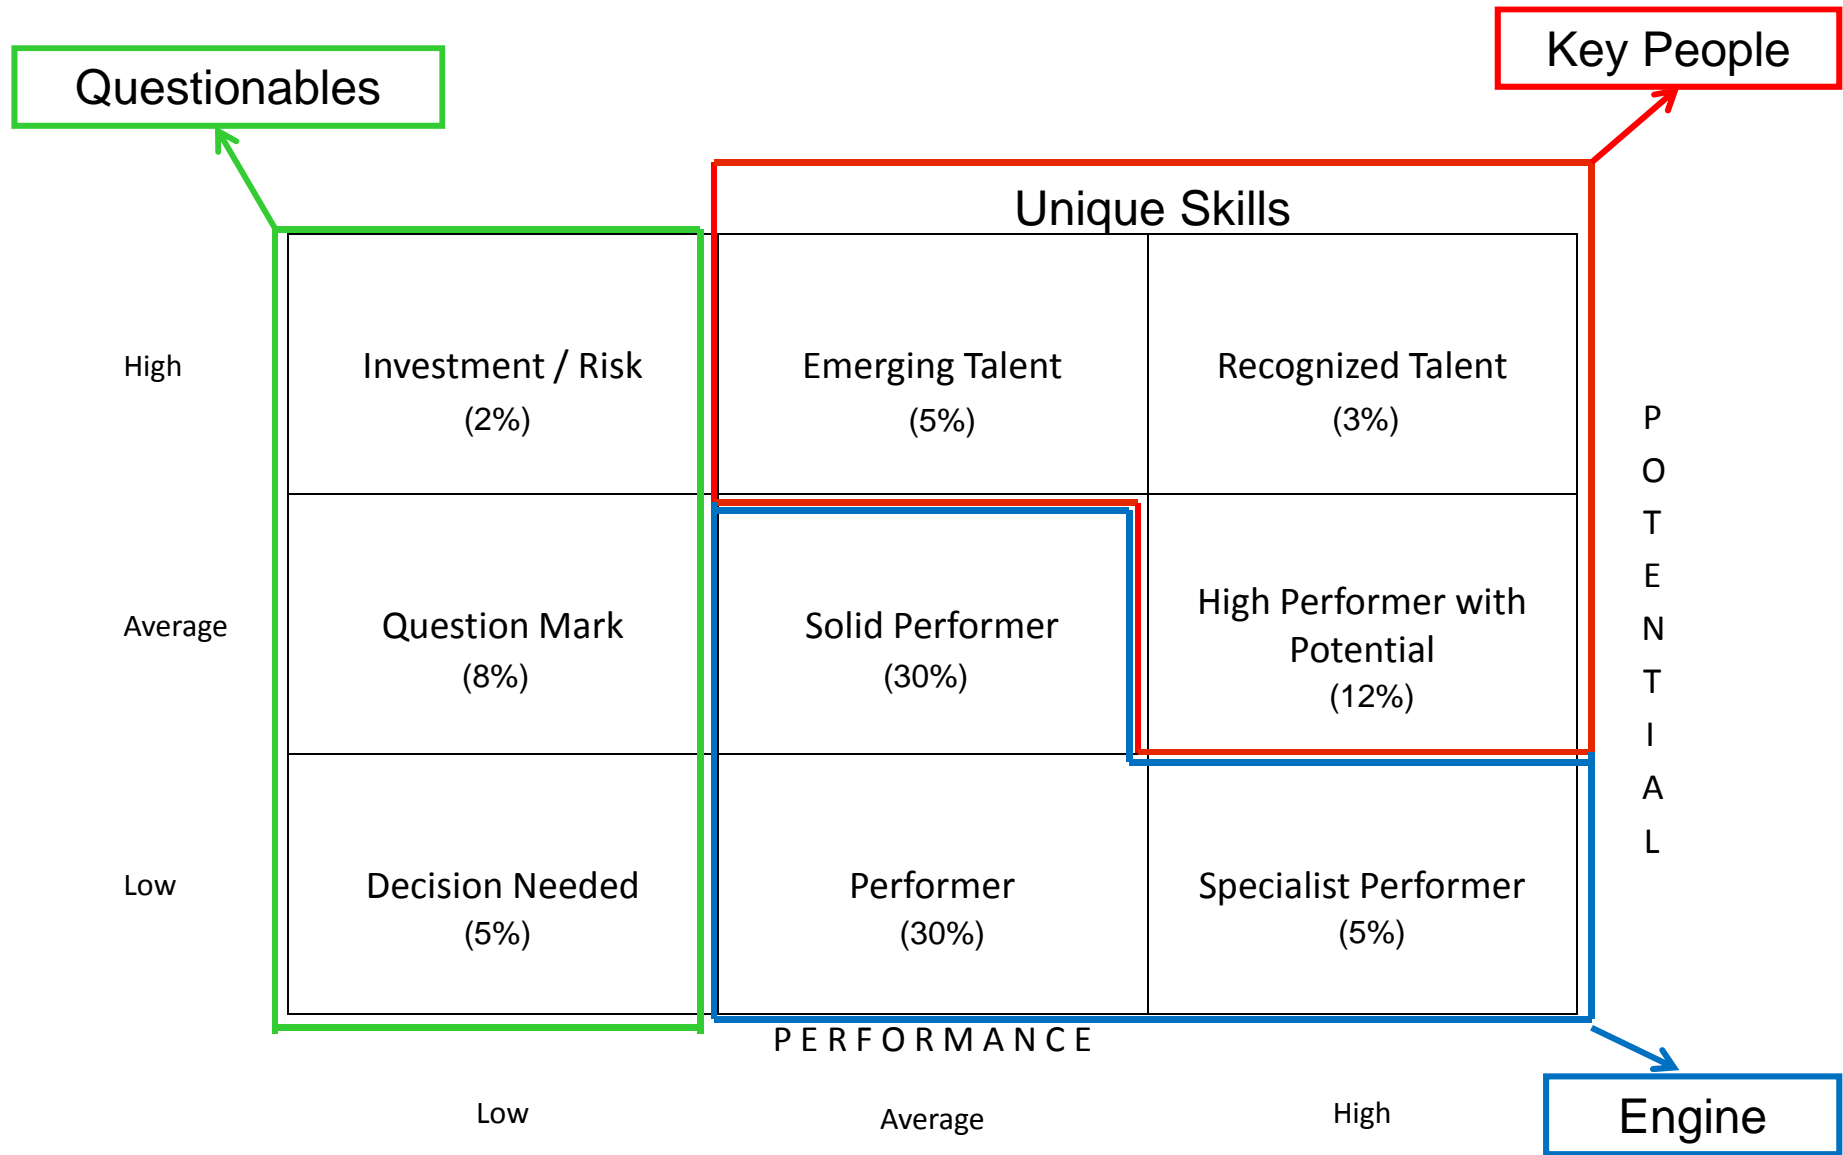 Questionables
Key People
Unique Skills
High
Investment / Risk
(2%)
Emerging Talent
(5%)
Recognized Talent
(3%)
Average
Question Mark
(8%)
Solid Performer
(30%)
High Performer with
Potential
(12%)
Low
Decision Needed
(5%)
Performer
(30%)
Specialist Performer
(5%)
P
O
T
E
N
T
I
A
L
P E R F O R M A N C E
Low
Average
High
Engine